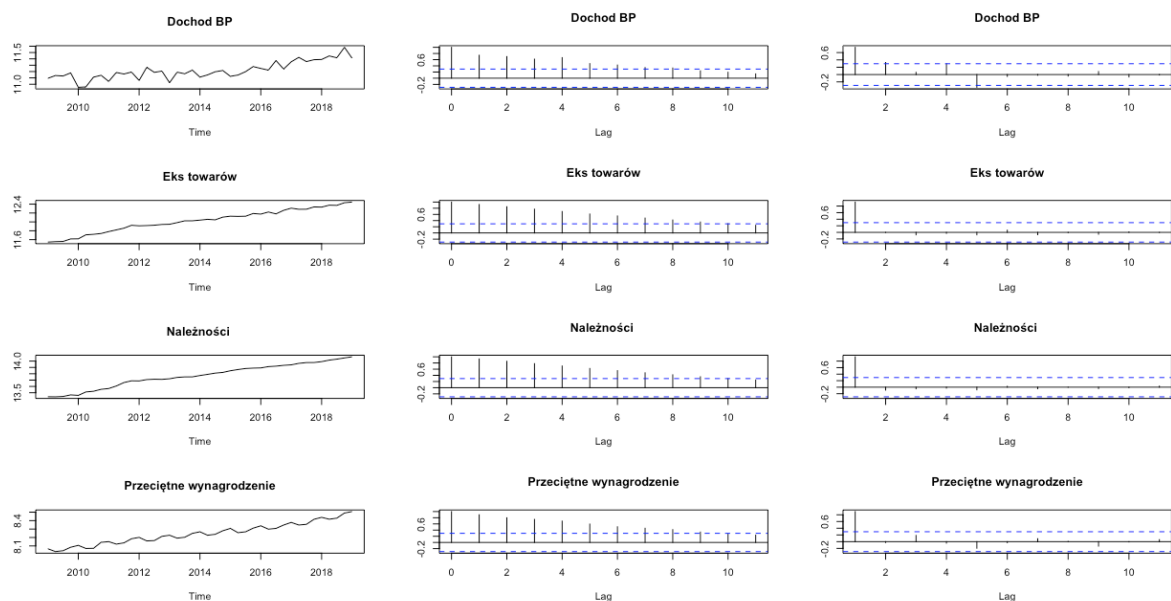 Dochod BP
11.0 11.5
2010 2012 2014 2016 2018
Time
Dochod BP
-0.2 0.6
0 2 4 6 8 10
Lag
Dochod BP
-0.2 0.6
2 4 6 8 10
Lag
Eks towarów
11.6 12.4
2010 2012 2014 2016 2018
Time
Eks towarów
-0.2 0.6
0 2 4 6 8 10
Lag
Eks towarów
-0.2 0.6
2 4 6 8 10
Lag
Należności
13.5 14.0
2010 2012 2014 2016 2018
Time
Należności
-0.2 0.6
0 2 4 6 8 10
Lag
Należności
-0.2 0.6
2 4 6 8 10
Lag
Przeciętne wynagrodzenie
8.1 8.4
2010 2012 2014 2016 2018
Time
Przeciętne wynagrodzenie
-0.2 0.6
0 2 4 6 8 10
Lag
Przeciętne wynagrodzenie
-0.2 0.6
2 4 6 8 10
Lag